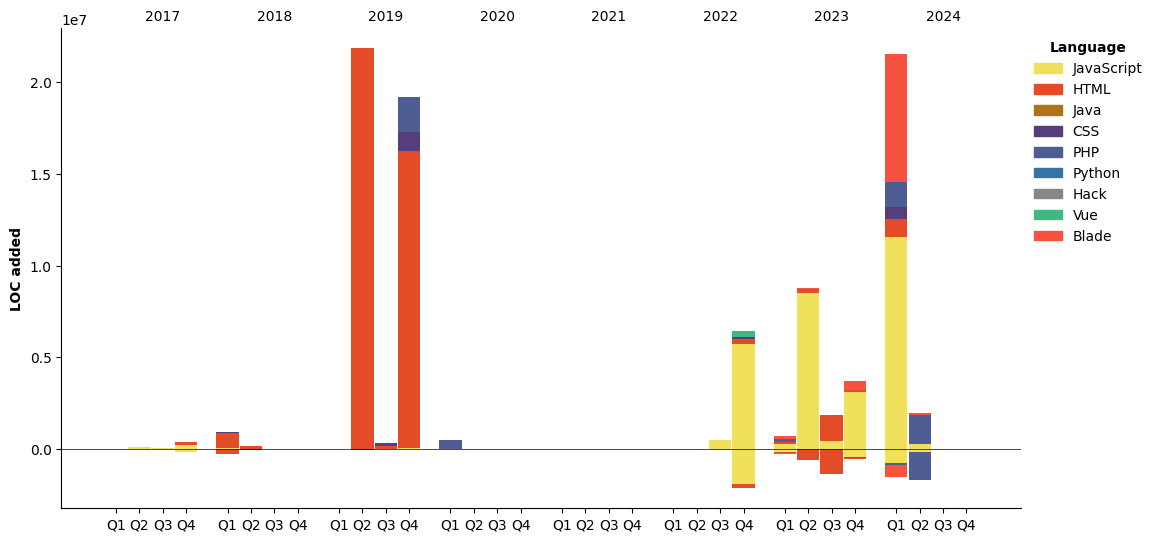 1e7
2017 2018 2019 2020 2021 2022 2023 2024
LOC added
2.0
1.5
1.0
0.5
0.0
Q1 Q2 Q3 Q4 Q1 Q2 Q3 Q4 Q1 Q2 Q3 Q4 Q1 Q2 Q3 Q4 Q1 Q2 Q3 Q4 Q1 Q2 Q3 Q4 Q1 Q2 Q3 Q4 Q1 Q2 Q3 Q4
Language
JavaScript
HTML
Java
CSS
PHP
Python
Hack
Vue
Blade